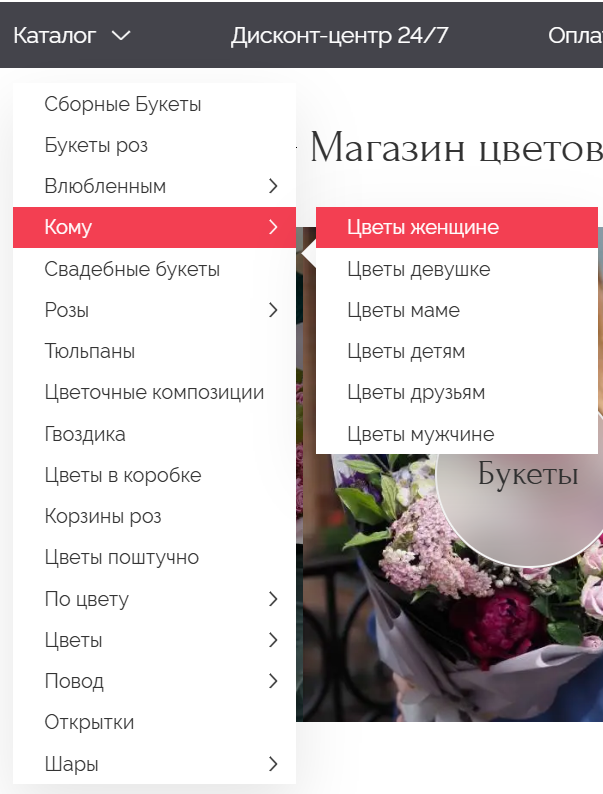 Каталог
Дисконт-центр 24/7
Магазин цветов
Сборные Букеты
Букеты роз
Влюбленным
Кому
Свадебные букеты
Розы
Тюльпаны
Цветочные композиции
Гвоздика
Цветы в коробке
Корзины роз
Цветы поштучно
По цвету
Цветы
Повод
Открытки
Шары
Цветы женщине
Цветы девушке
Цветы маме
Цветы детям
Цветы друзьям
Цветы мужчине
Букеты